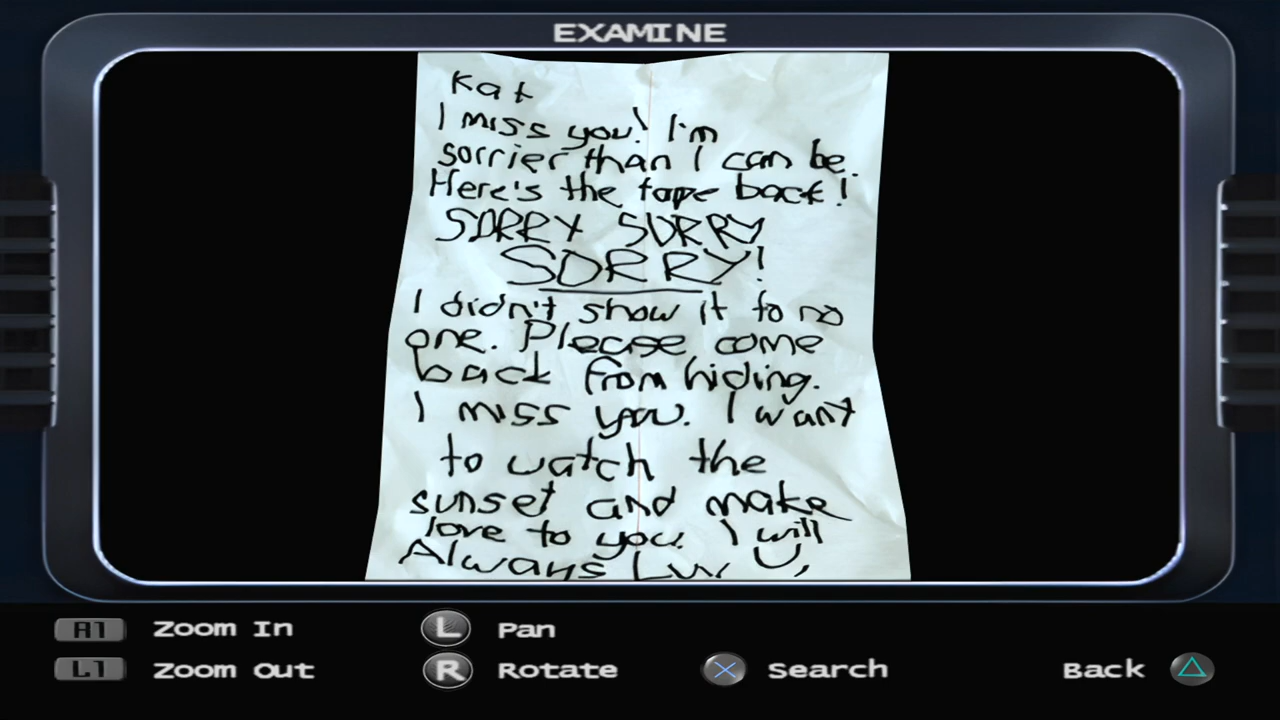 EXAMINE
Kat
I miss you! I'm
sorrier than I can be.
Here's the tape back!
SORRY SORRY
SORRY!
I didn't show it to no
one. Please come
back from hiding.
I miss you. I want
to watch the
sunset and make
love to you. I will
Always Luv U,
A1 Zoom In L Pan
L1 Zoom Out R Rotate Search Back